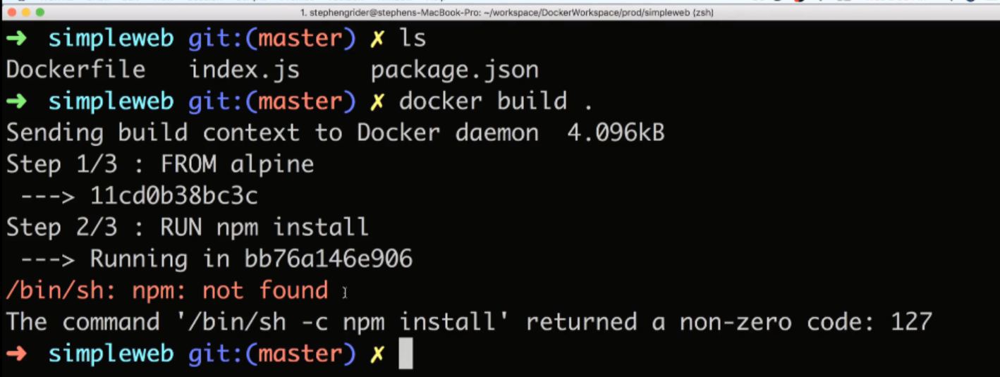 1. stephengrider@stephens-MacBook-Pro: ~/workspace/DockerWorkspace/prod/simpleweb (zsh)
➜ simpleweb git:(master) ✗ ls
Dockerfile index.js package.json
➜ simpleweb git:(master) ✗ docker build .
Sending build context to Docker daemon 4.096kB
Step 1/3 : FROM alpine
---> 11cd0b38bc3c
Step 2/3 : RUN npm install
---> Running in bb76a146e906
/bin/sh: npm: not found
The command '/bin/sh -c npm install' returned a non-zero code: 127
➜ simpleweb git:(master) ✗